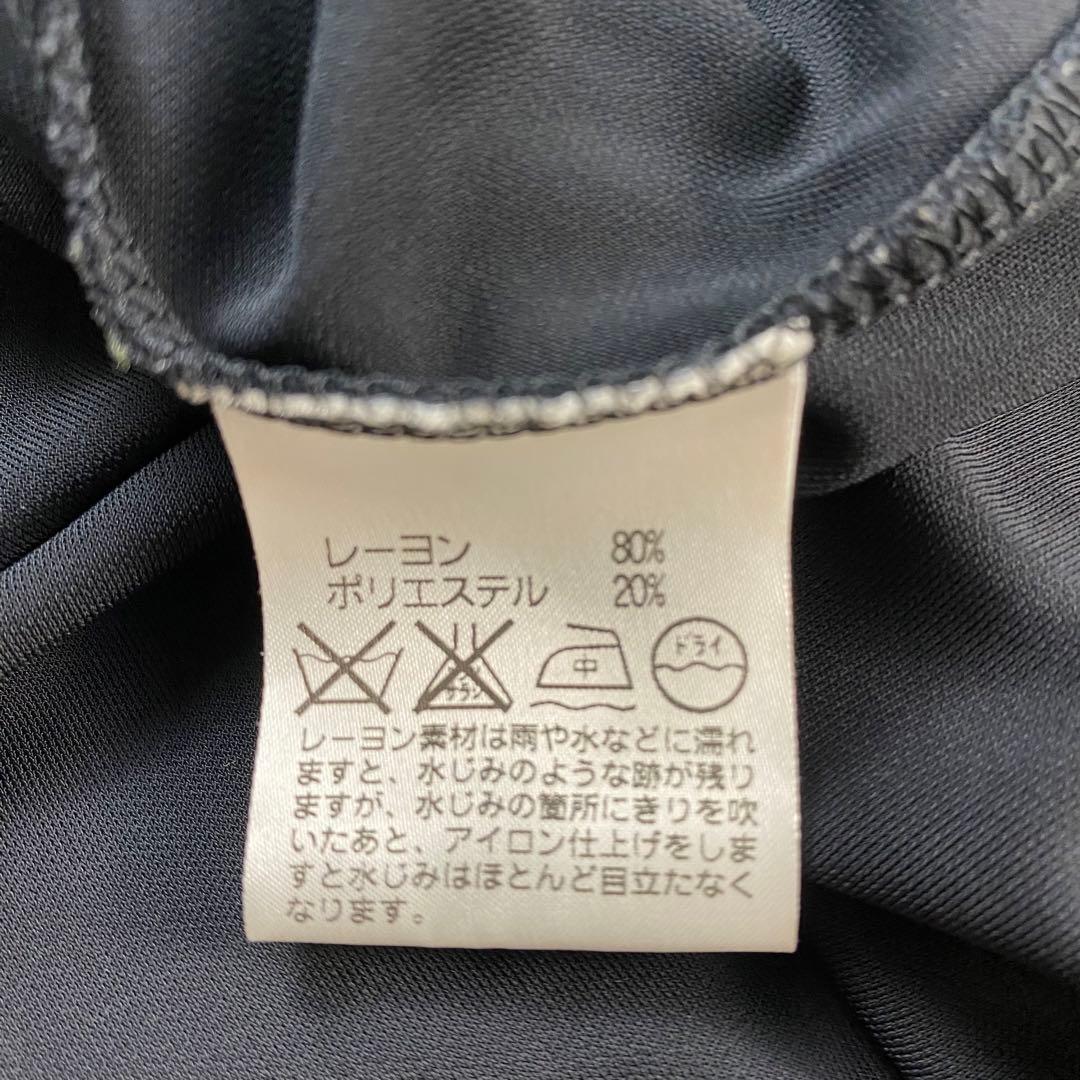 レーヨン 80%
ポリエステル 20%
中 ドライ
サラシ
レーヨン素材は雨や水などに濡れ
ますと、水じみのような跡が残り
ますが、水じみの箇所にきりを吹
いたあと、アイロン仕上げをしま
すと水じみはほとんど目立たなく
なります。